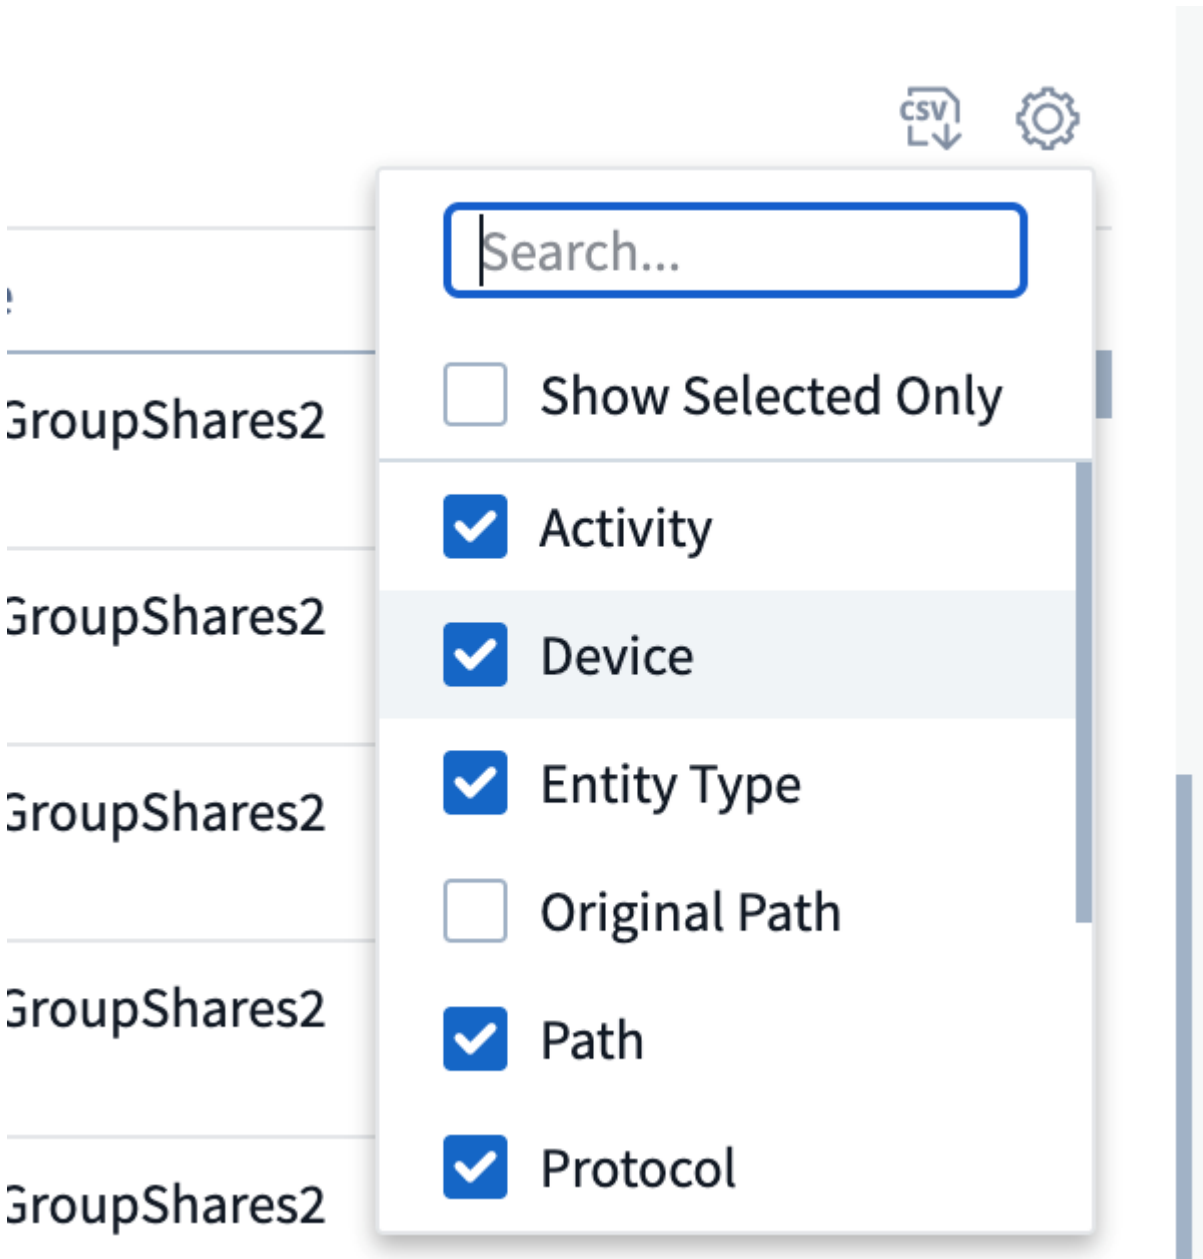 CSV
Search...
Show Selected Only
GroupShares2
Activity
GroupShares2
Device
Entity Type
GroupShares2
Original Path
GroupShares2
Path
Protocol
GroupShares2